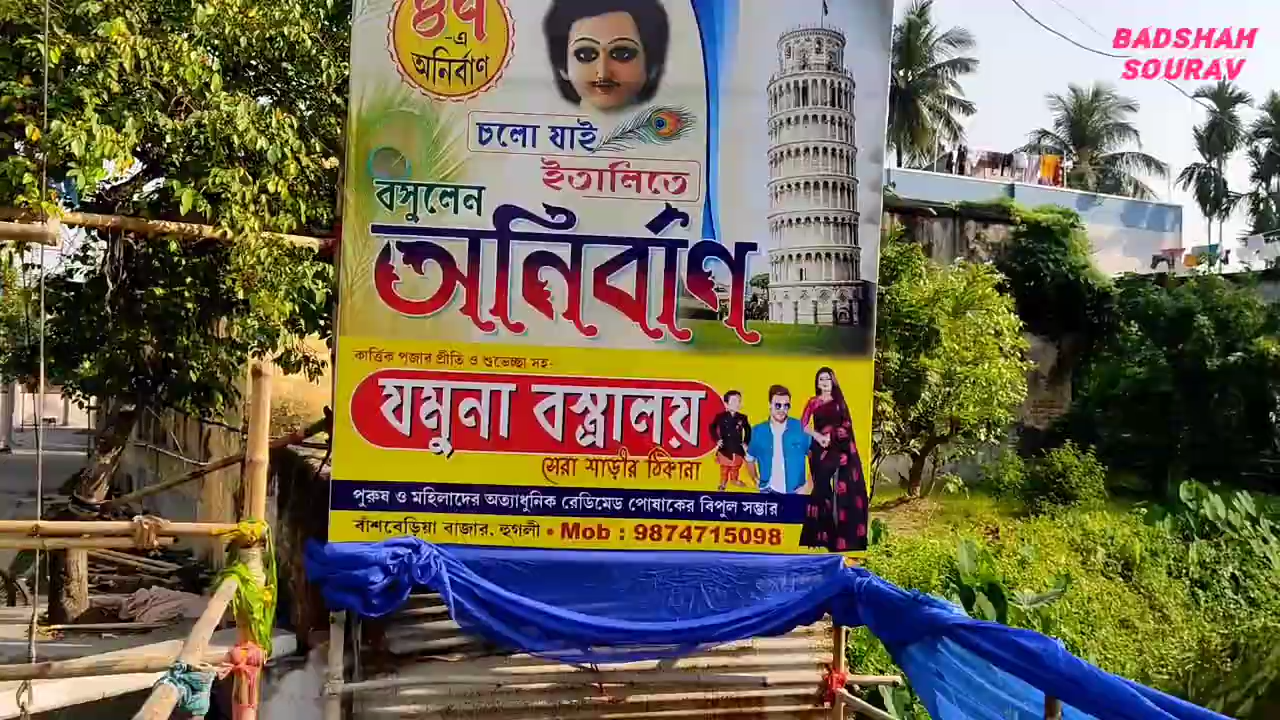 BADSHAH
SOURAV
৪৭
-এ
অনির্বাণ
চলো যাই
ইতালিতে
বসুলেন
অনির্বাণ
কার্ত্তিক পূজার প্রীতি ও শুভেচ্ছা সহ-
যমুনা বস্ত্রালয়
সেরা শাড়ীর ঠিকানা
পুরুষ ও মহিলাদের অত্যাধুনিক রেডিমেড পোষাকের বিপুল সম্ভার
বাঁশবেড়িয়া বাজার, হুগলী • Mob : 9874715098